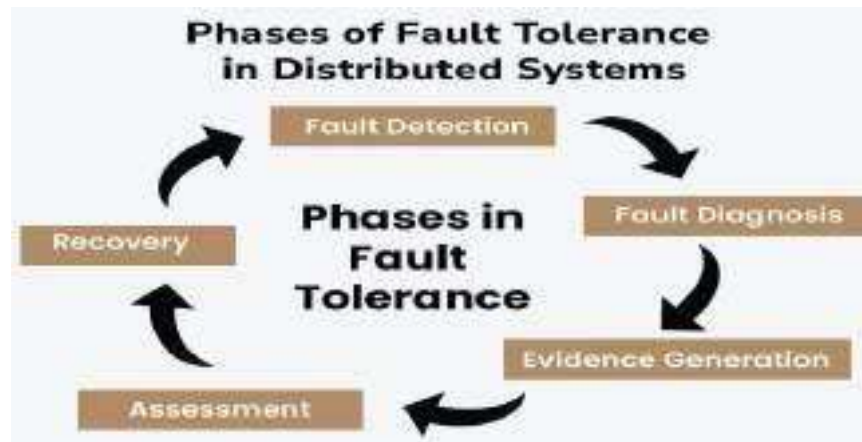 Phases of Fault Tolerance
in Distributed Systems
Fault Detection
Fault Diagnosis
Evidence Generation
Assessment
Recovery
Phases in
Fault
Tolerance